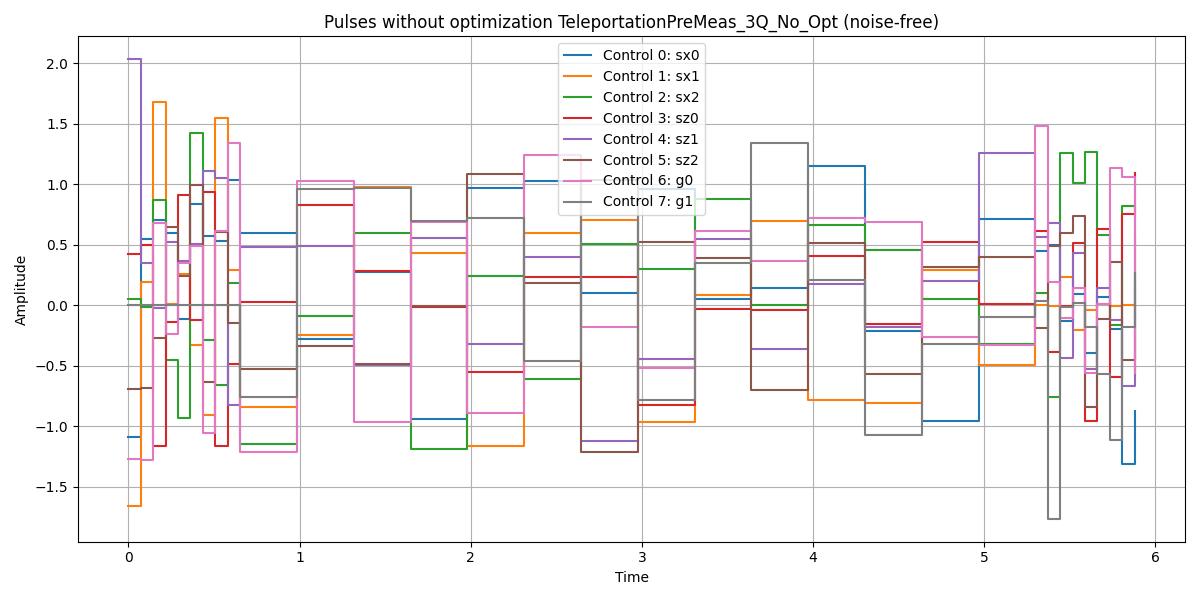 Pulses without optimization TeleportationPreMeas_3Q_No_Opt (noise-free)
Control 0: sx0
Control 1: sx1
Control 2: sx2
Control 3: sz0
Control 4: sz1
Control 5: sz2
Control 6: g0
Control 7: g1
Amplitude
2.0
1.5
1.0
0.5
0.0
−0.5
−1.0
−1.5
0 1 2 3 4 5 6
Time